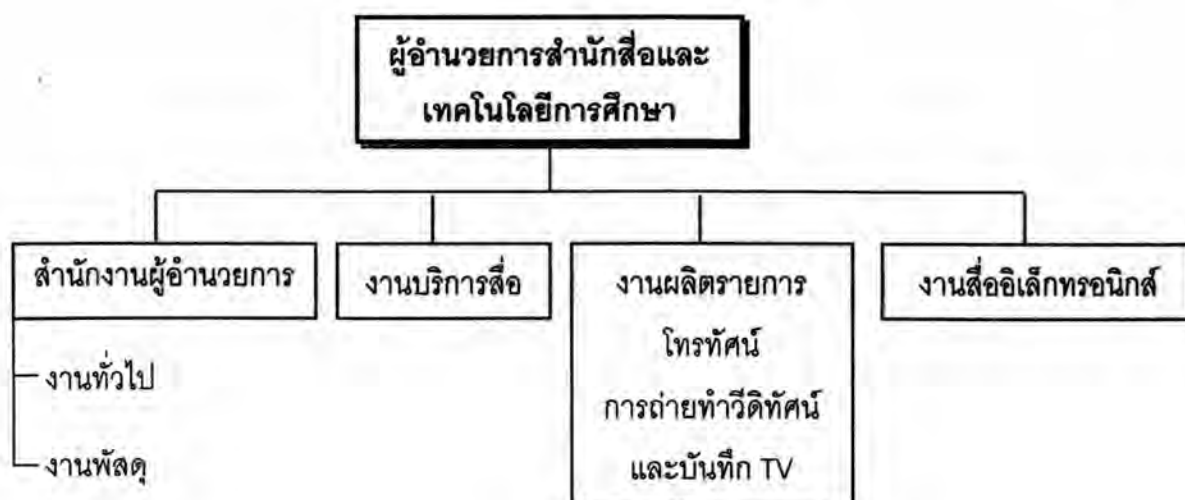 ผู้อำนวยการสำนักสื่อและ
เทคโนโลยีการศึกษา
สำนักงานผู้อำนวยการ
งานทั่วไป
งานพัสดุ
งานบริการสื่อ
งานผลิตรายการ
โทรทัศน์
การถ่ายทำวีดิทัศน์
และบันทึก TV
งานสื่ออิเล็กทรอนิกส์